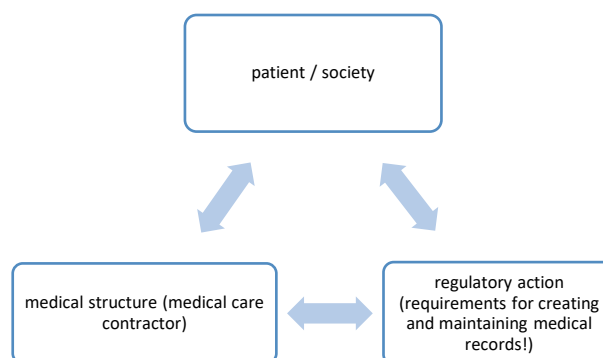 patient / society
medical structure (medical care
contractor)
regulatory action
(requirements for creating
and maintaining medical
records!)